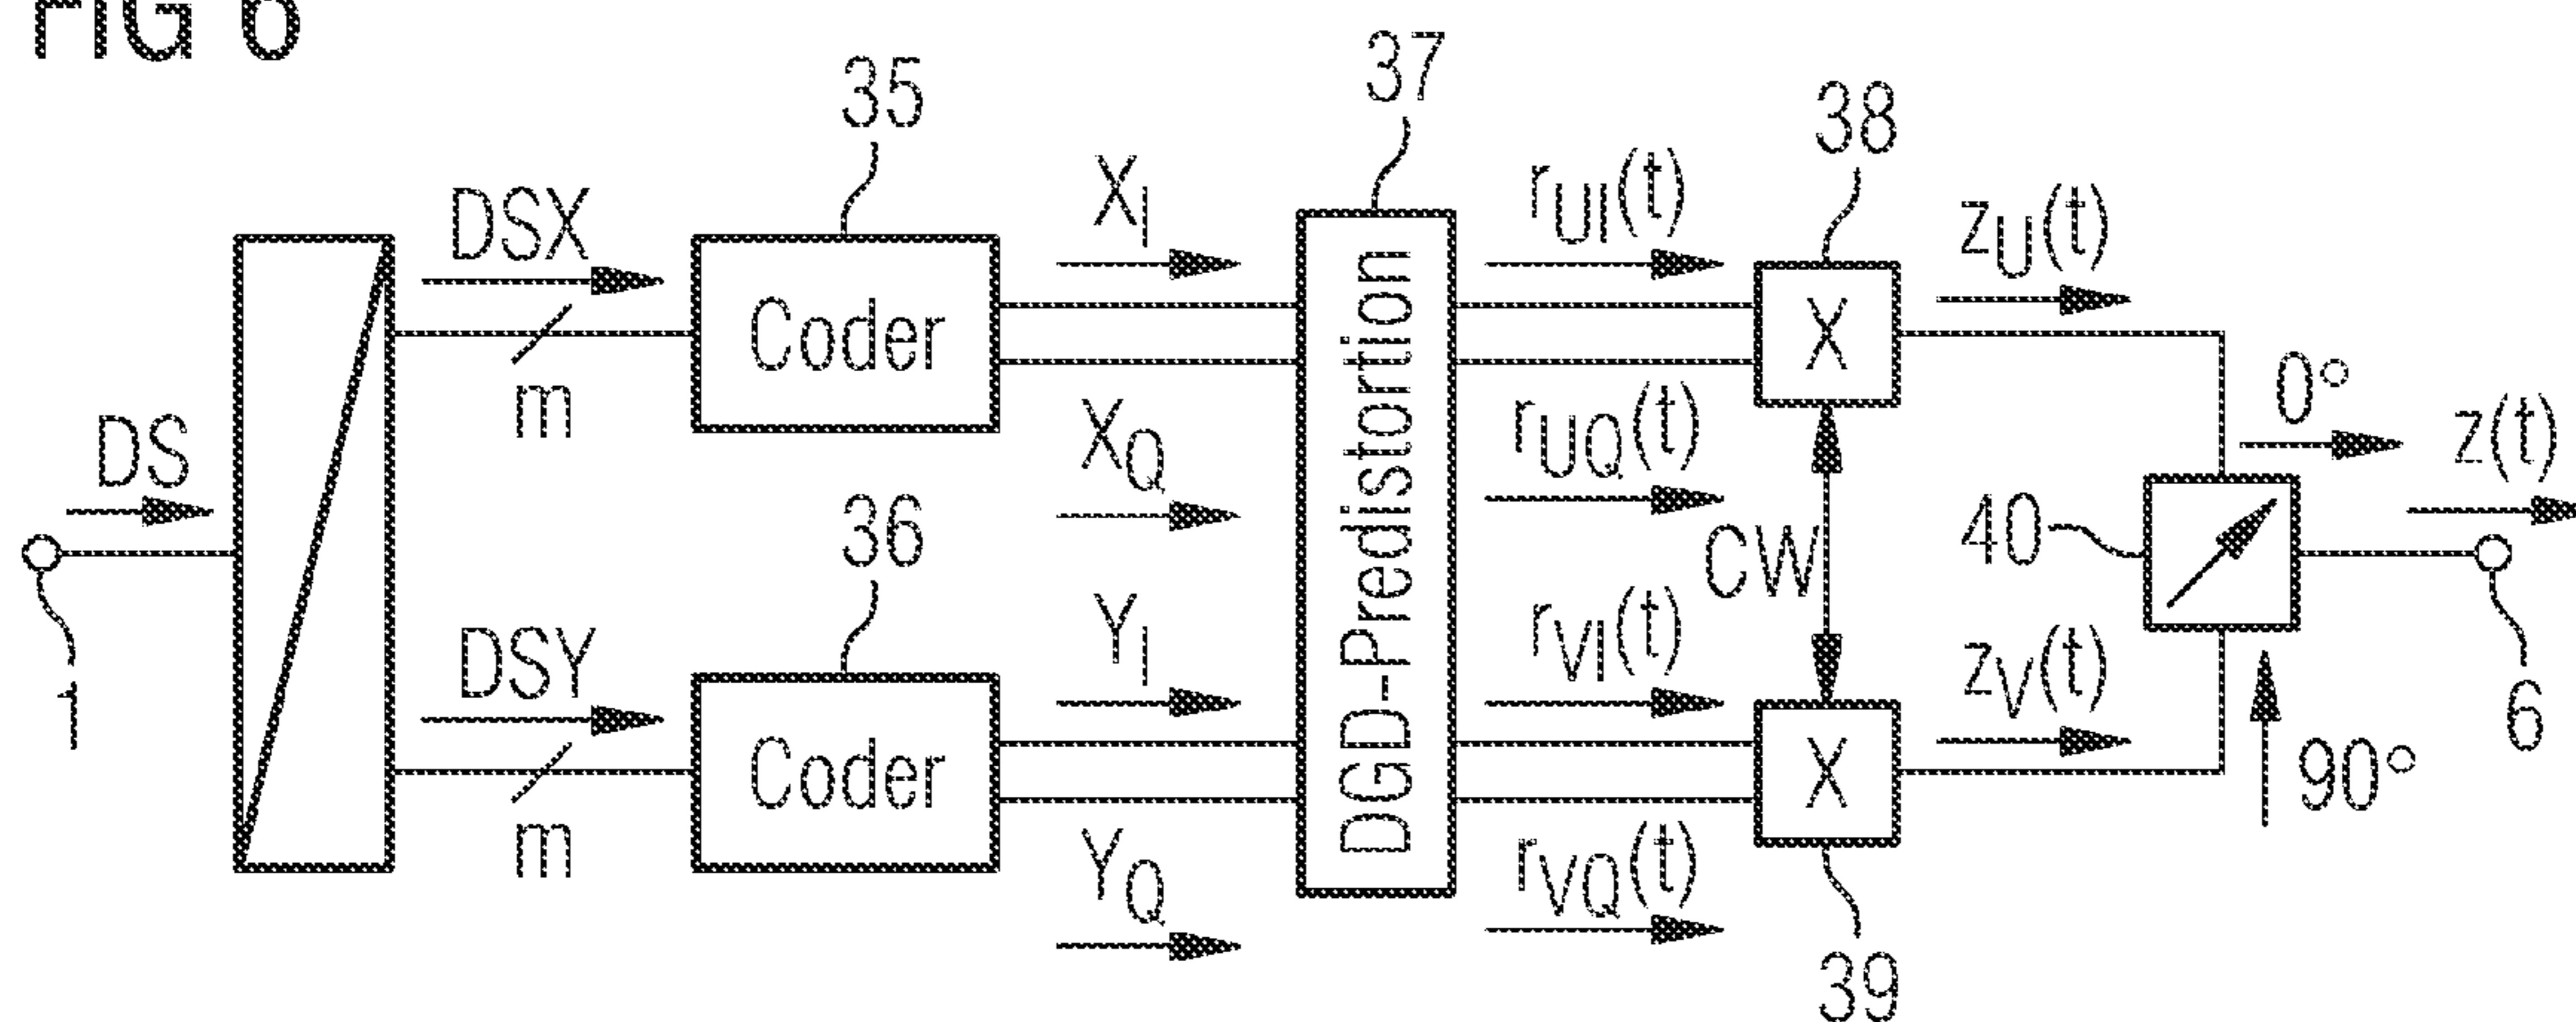 FIG 6
35
37
38
DSX
X_I
r_UI(t)
z_U(t)
Coder
X
m
0°
DS
X_Q
r_UQ(t)
z(t)
36
40
CW
DGD-Predistortion
DSY
Y_I
r_VI(t)
z_V(t)
1
6
Coder
X
90°
m
Y_Q
r_VQ(t)
39